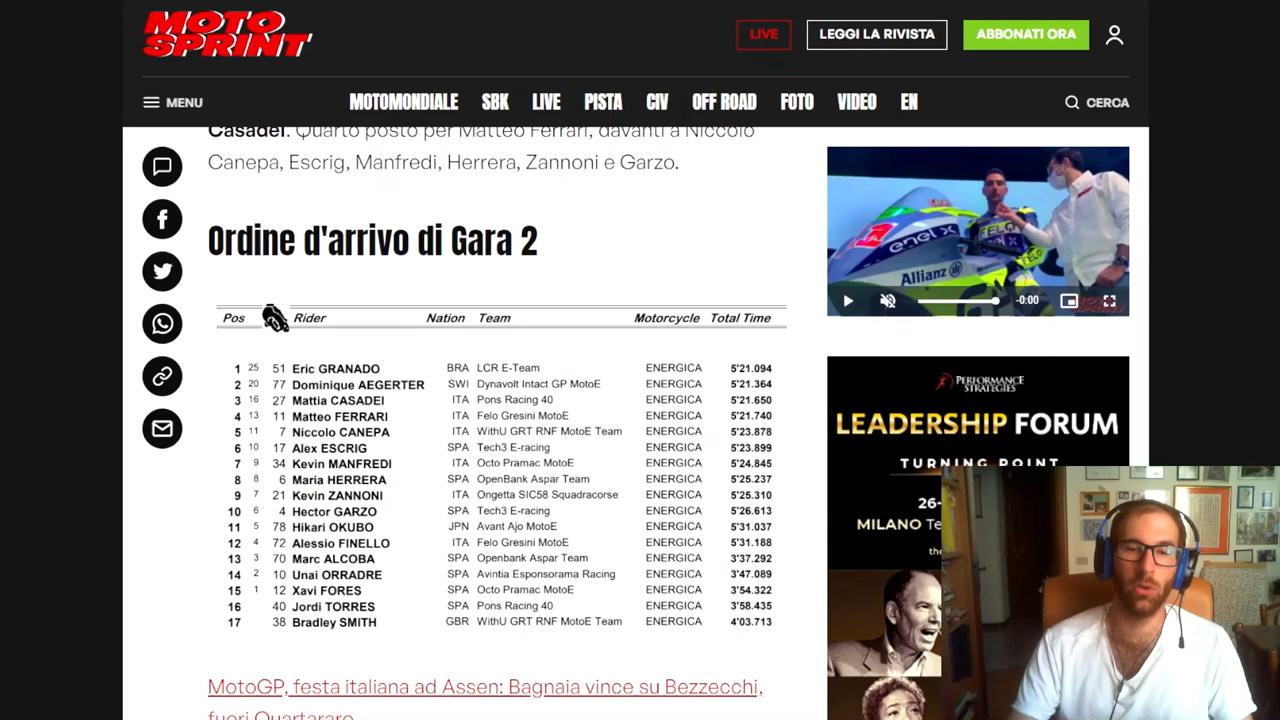 MOTO
SPRINT
LIVE
LEGGI LA RIVISTA
ABBONATI ORA
MENU
MOTOMONDIALE SBK LIVE PISTA CIV OFF ROAD FOTO VIDEO EN
CERCA
Casadei. Quarto posto per Matteo Ferrari, davanti a Niccolò
Canepa, Escrig, Manfredi, Herrera, Zannoni e Garzo.
Ordine d'arrivo di Gara 2
Pos Rider Nation Team Motorcycle Total Time
1 25 51 Eric GRANADO BRA LCR E-Team ENERGICA 5'21.094
2 20 77 Dominique AEGERTER SWI Dynavolt Intact GP MotoE ENERGICA 5'21.364
3 16 27 Mattia CASADEI ITA Pons Racing 40 ENERGICA 5'21.650
4 13 11 Matteo FERRARI ITA Felo Gresini MotoE ENERGICA 5'21.740
5 11 7 Niccolo CANEPA ITA WithU GRT RNF MotoE Team ENERGICA 5'23.878
6 10 17 Alex ESCRIG SPA Tech3 E-racing ENERGICA 5'23.899
7 9 34 Kevin MANFREDI ITA Octo Pramac MotoE ENERGICA 5'24.845
8 8 6 Maria HERRERA SPA OpenBank Aspar Team ENERGICA 5'25.237
9 7 21 Kevin ZANNONI ITA Ongetta SIC58 Squadracorse ENERGICA 5'25.310
10 6 4 Hector GARZO SPA Tech3 E-racing ENERGICA 5'26.613
11 5 78 Hikari OKUBO JPN Avant Ajo MotoE ENERGICA 5'31.037
12 4 72 Alessio FINELLO ITA Felo Gresini MotoE ENERGICA 5'31.188
13 3 70 Marc ALCOBA SPA Openbank Aspar Team ENERGICA 3'37.292
14 2 10 Unai ORRADRE SPA Avintia Esponsorama Racing ENERGICA 3'47.089
15 1 12 Xavi FORES SPA Octo Pramac MotoE ENERGICA 3'54.322
16 40 Jordi TORRES SPA Pons Racing 40 ENERGICA 3'58.435
17 38 Bradley SMITH GBR WithU GRT RNF MotoE Team ENERGICA 4'03.713
MotoGP, festa italiana ad Assen: Bagnaia vince su Bezzecchi,
fuori Quartararo
enel x
FELO
Allianz
-0:00
PERFORMANCE
STRATEGIES
LEADERSHIP FORUM
TURNING POINT
26-
MILANO Te
the